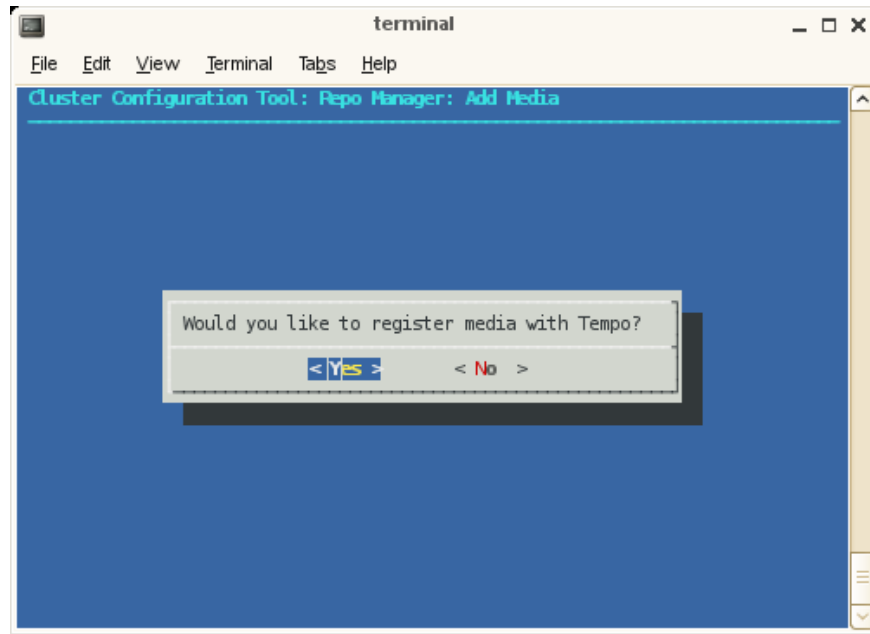 terminal
File Edit View Terminal Tabs Help
Cluster Configuration Tool: Repo Manager: Add Media
Would you like to register media with Tempo?
< Yes > < No >